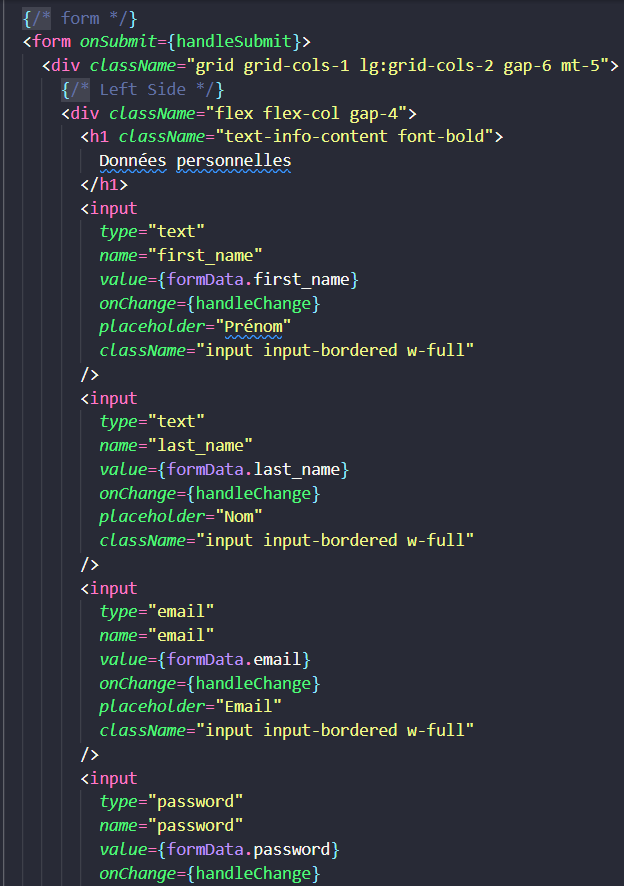 {/* form */}
<form onSubmit={handleSubmit}>
<div className="grid grid-cols-1 lg:grid-cols-2 gap-6 mt-5">
{/* Left Side */}
<div className="flex flex-col gap-4">
<h1 className="text-info-content font-bold">
Données personnelles
</h1>
<input
type="text"
name="first_name"
value={formData.first_name}
onChange={handleChange}
placeholder="Prénom"
className="input input-bordered w-full"
/>
<input
type="text"
name="last_name"
value={formData.last_name}
onChange={handleChange}
placeholder="Nom"
className="input input-bordered w-full"
/>
<input
type="email"
name="email"
value={formData.email}
onChange={handleChange}
placeholder="Email"
className="input input-bordered w-full"
/>
<input
type="password"
name="password"
value={formData.password}
onChange={handleChange}